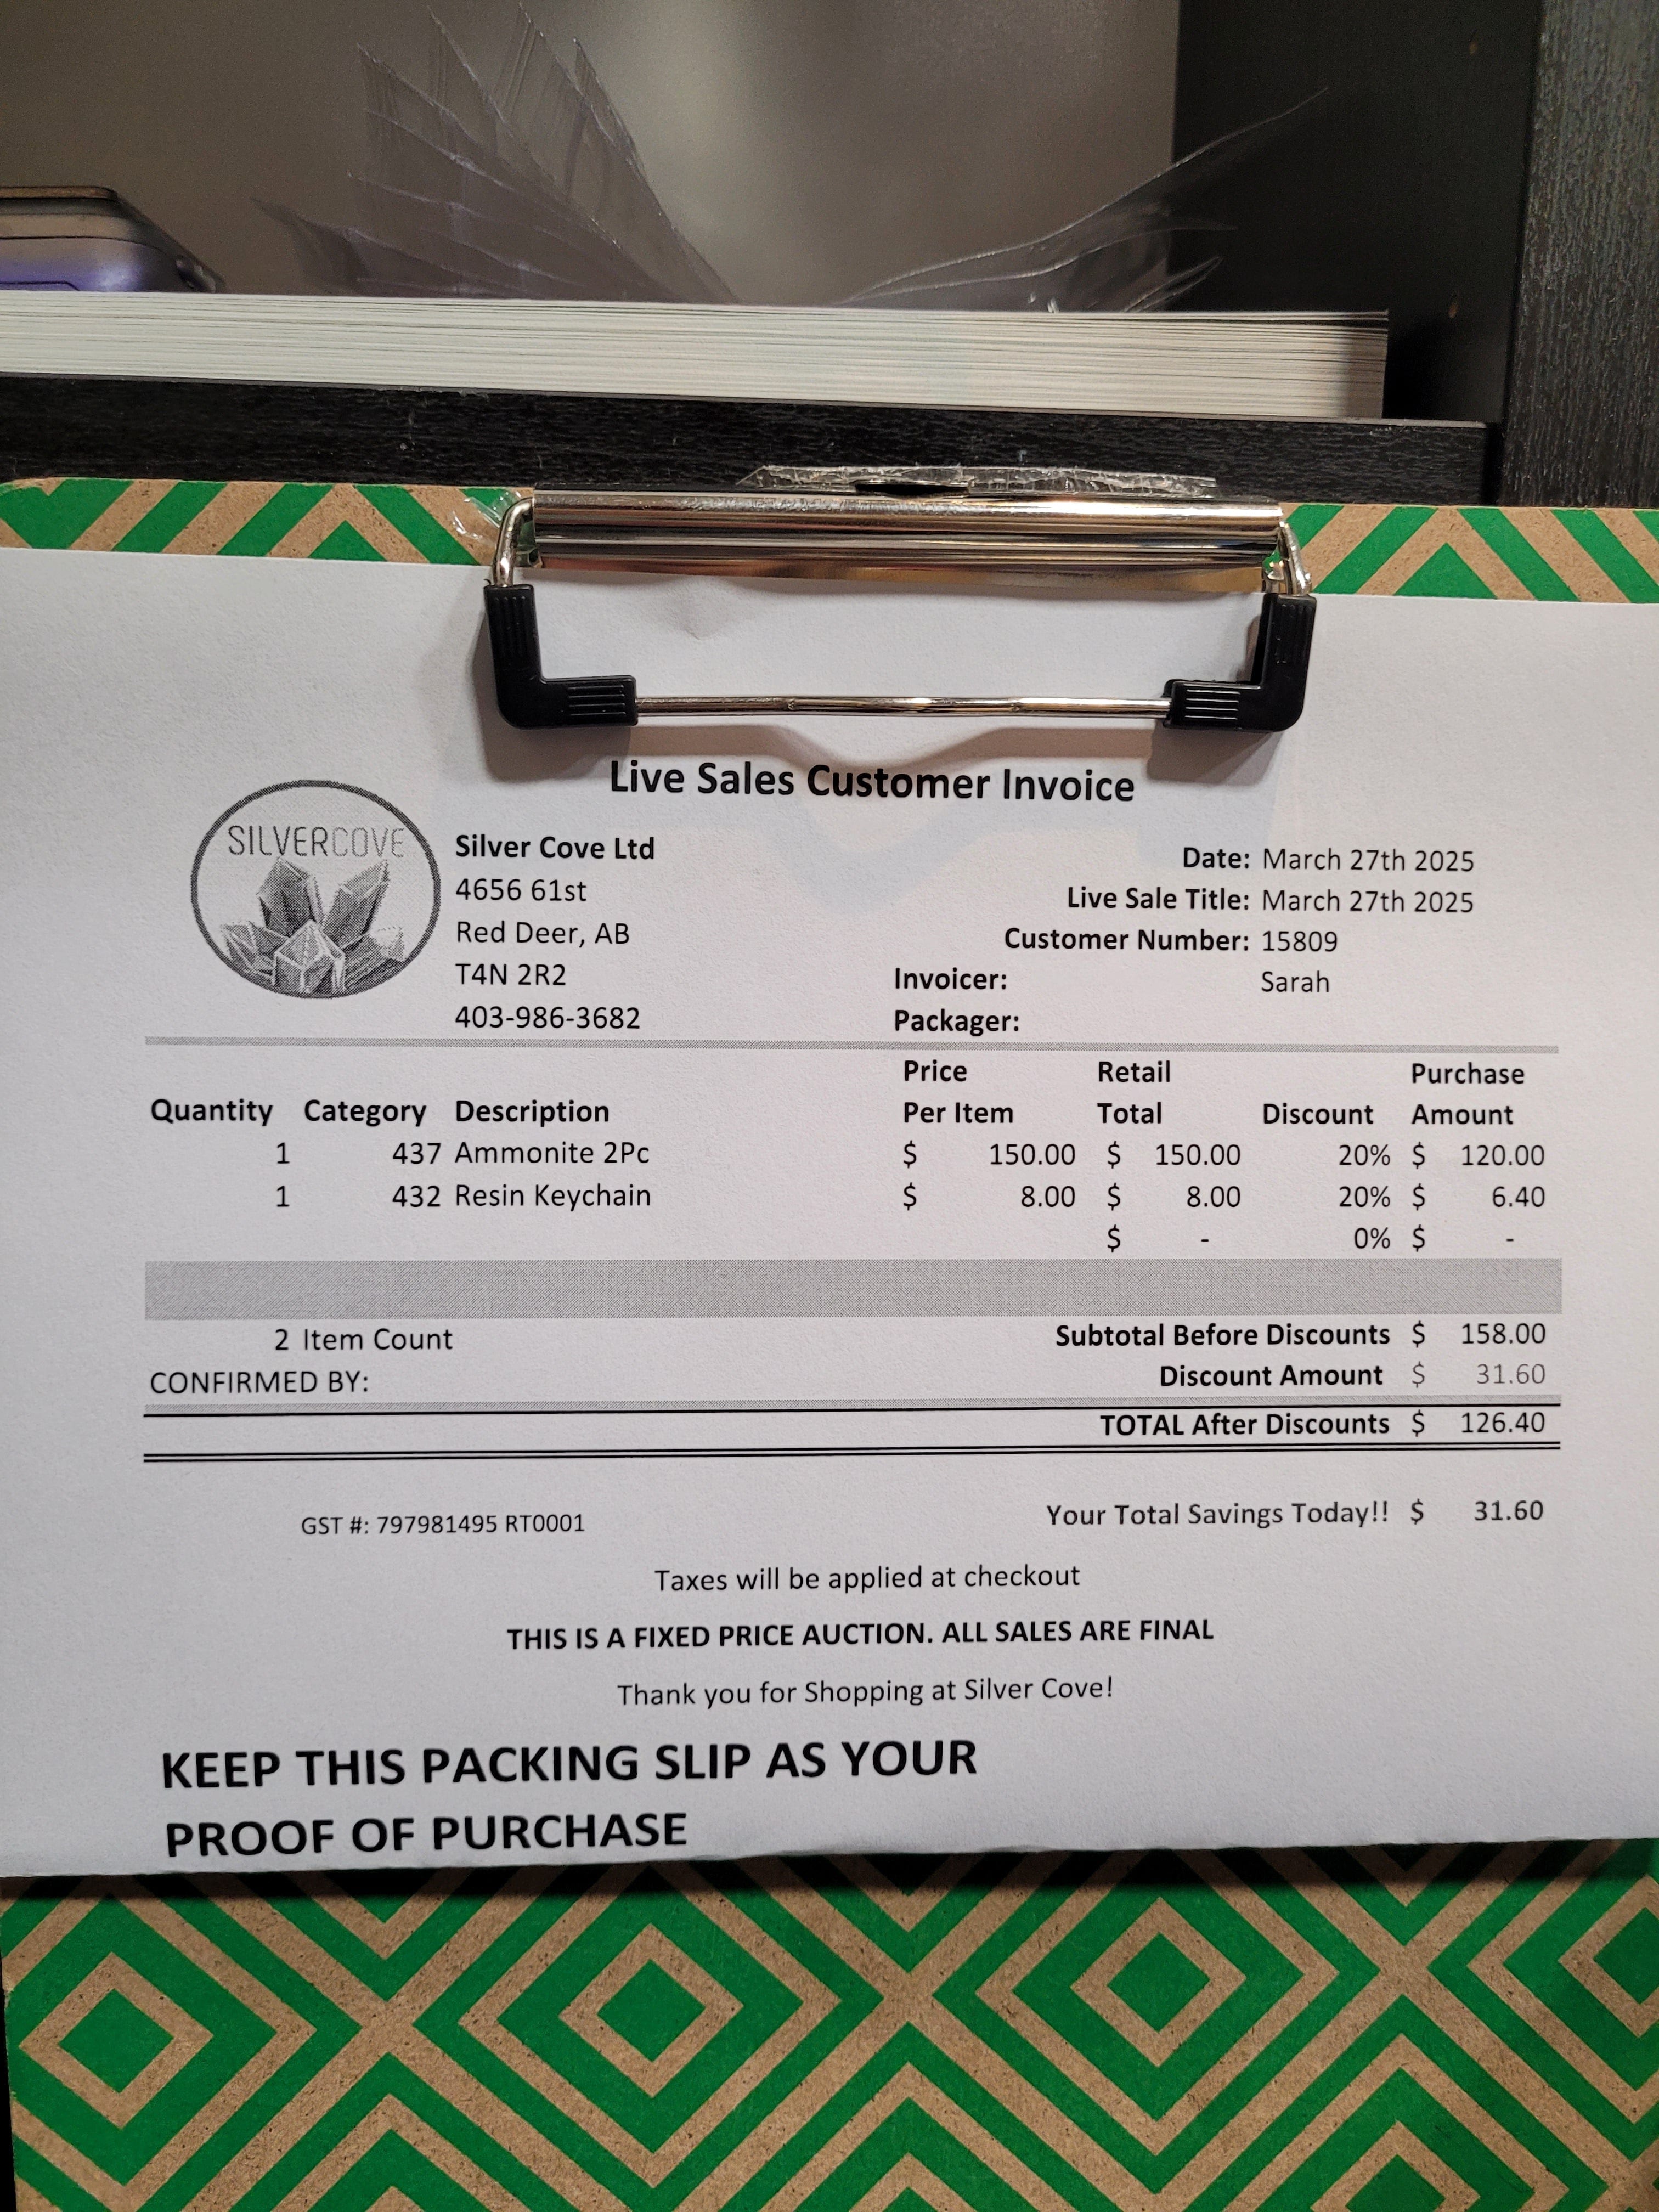 Live Sales Customer Invoice
SILVERCOVE
Silver Cove Ltd
4656 61st
Red Deer, AB
T4N 2R2
403-986-3682
Date: March 27th 2025
Live Sale Title: March 27th 2025
Customer Number: 15809
Invoicer: Sarah
Packager:
Price Retail Purchase
Quantity Category Description Per Item Total Discount Amount
1 437 Ammonite 2Pc $ 150.00 $ 150.00 20% $ 120.00
1 432 Resin Keychain $ 8.00 $ 8.00 20% $ 6.40
$ - 0% $ -
2 Item Count Subtotal Before Discounts $ 158.00
CONFIRMED BY: Discount Amount $ 31.60
TOTAL After Discounts $ 126.40
GST #: 797981495 RT0001 Your Total Savings Today!! $ 31.60
Taxes will be applied at checkout
THIS IS A FIXED PRICE AUCTION. ALL SALES ARE FINAL
Thank you for Shopping at Silver Cove!
KEEP THIS PACKING SLIP AS YOUR
PROOF OF PURCHASE